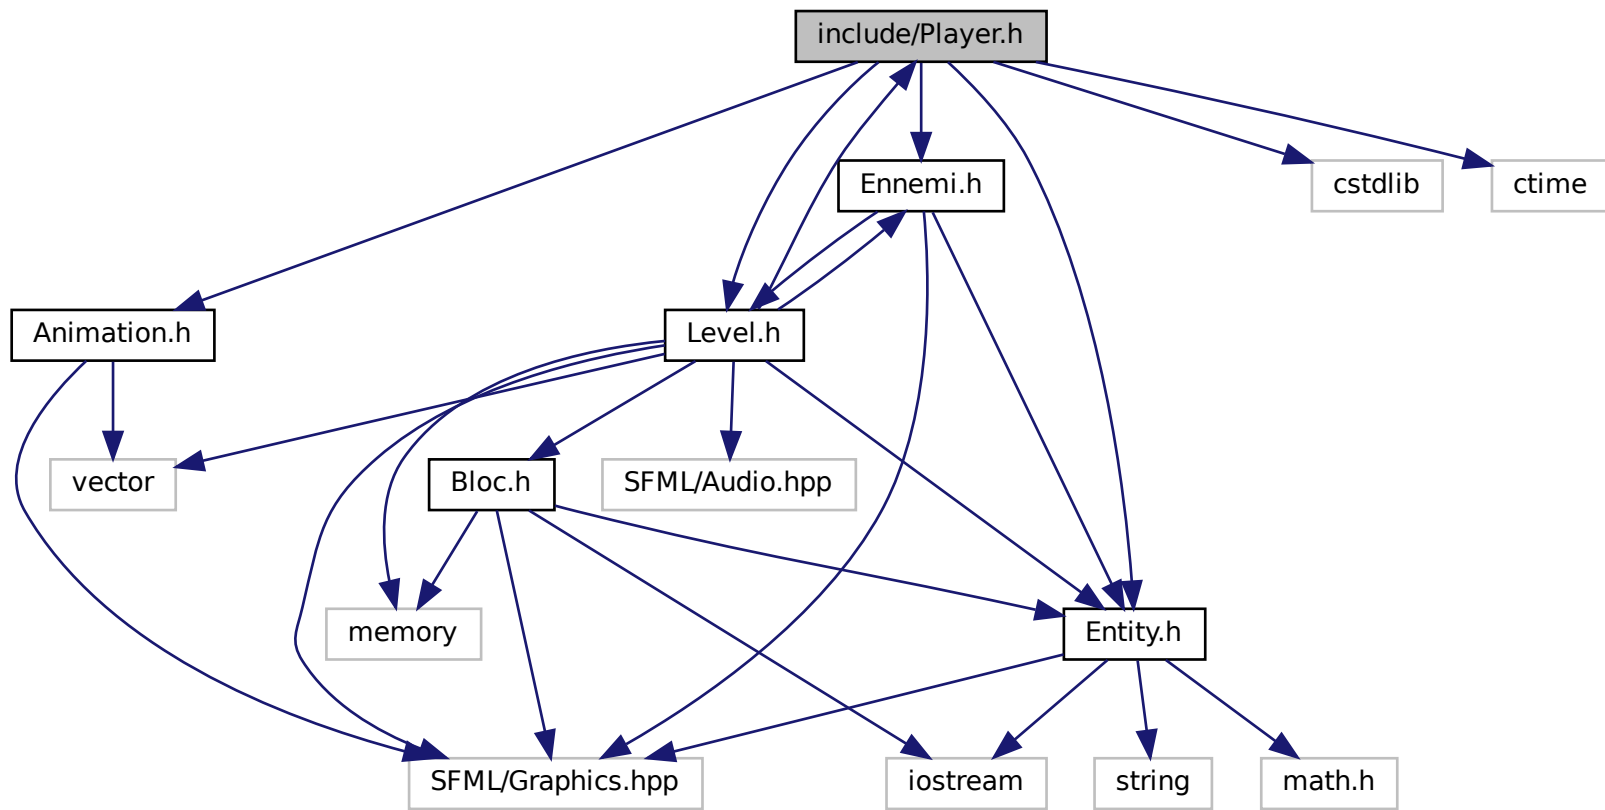 include/Player.h
Ennemi.h
cstdlib
ctime
Animation.h
Level.h
vector
Bloc.h
SFML/Audio.hpp
memory
Entity.h
SFML/Graphics.hpp
iostream
string
math.h